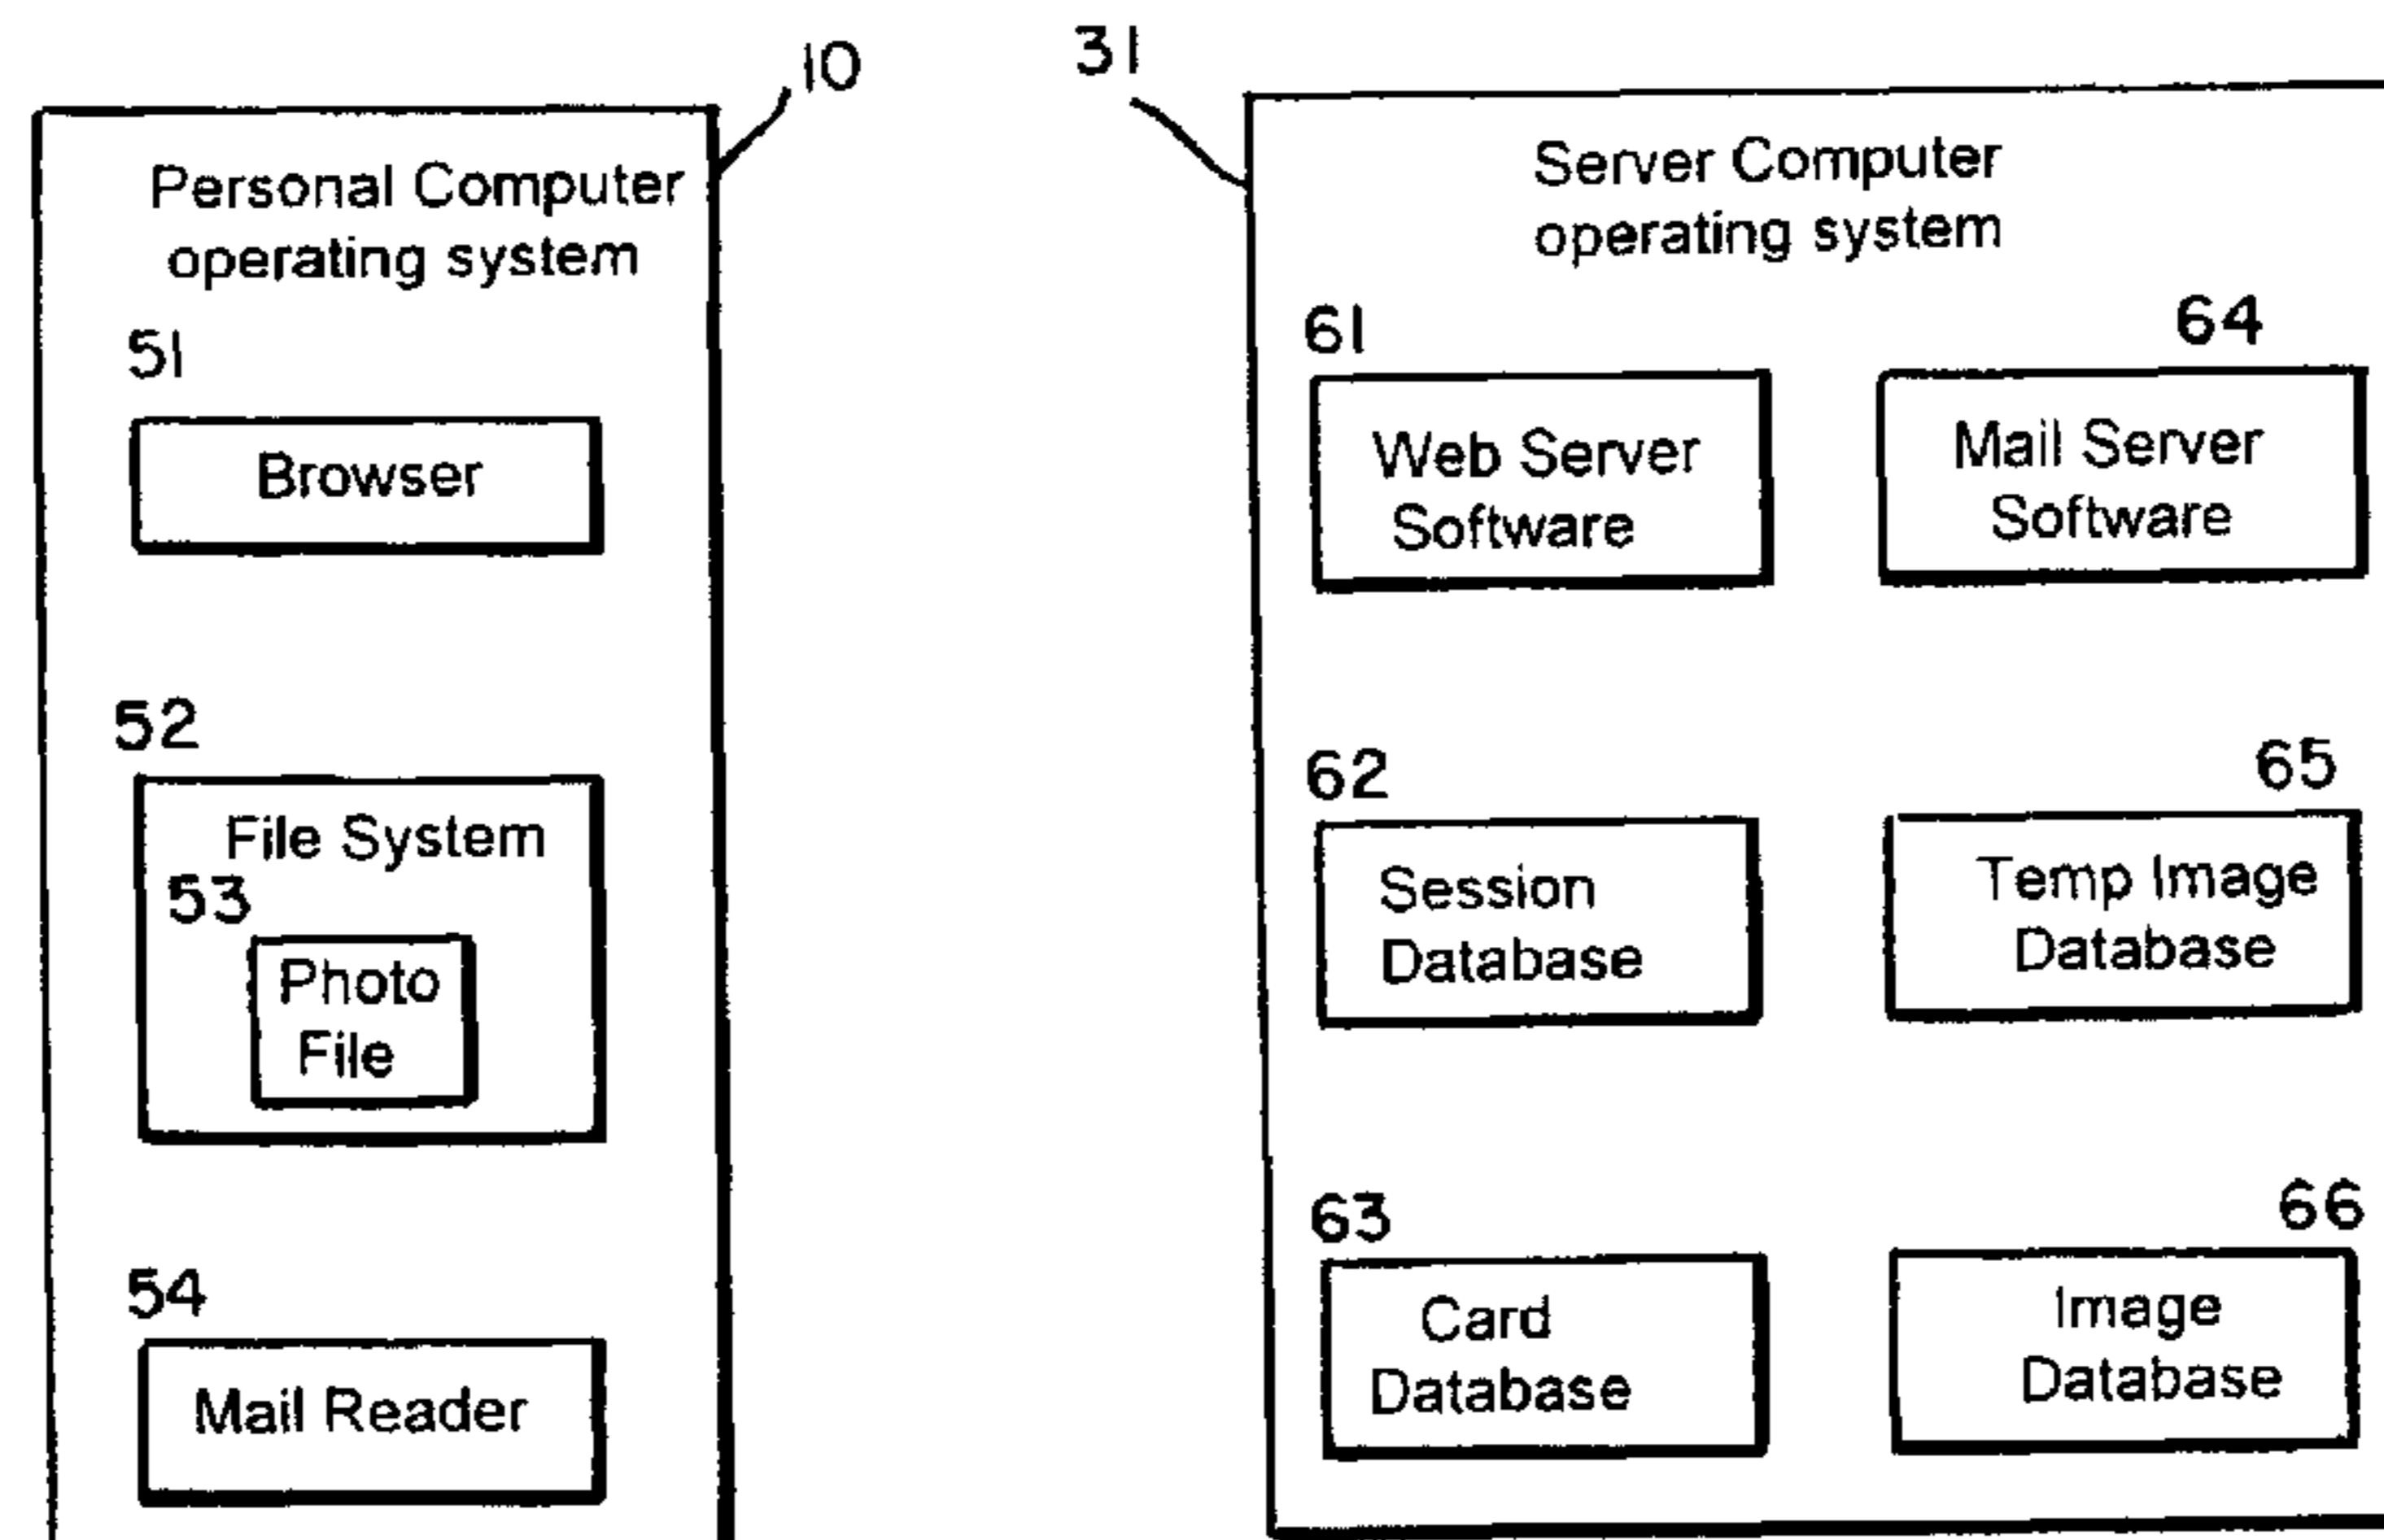 10
Personal Computer
operating system
51
Browser
52
File System
53
Photo
File
54
Mail Reader
31
Server Computer
operating system
61
Web Server
Software
64
Mail Server
Software
62
Session
Database
65
Temp Image
Database
63
Card
Database
66
Image
Database